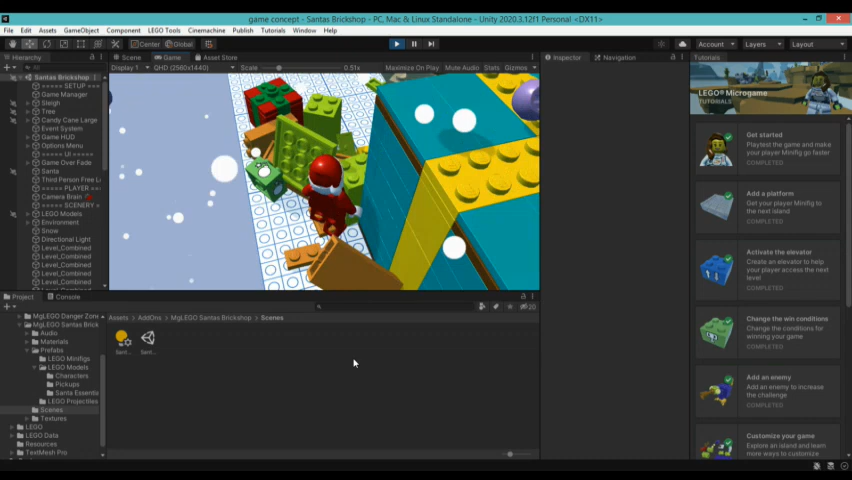 game concept - Santas Brickshop - PC, Mac & Linux Standalone - Unity 2020.3.12f1 Personal <DX11>
File Edit Assets GameObject Component LEGO Tools Cinemachine Publish Tutorials Window Help
Center Global Account Layers Layout
Hierarchy
All
Santas Brickshop
===== SETUP ==
Game Manager
Sleigh
Tree
Candy Cane Large
Event System
Game HUD
Options Menu
===== UI =====
Game Over Fade
Santa
Third Person Free L
Camera Brain
===== PLAYER =
===== SCENERY =
LEGO Models
Environment
Snow
Directional Light
Level_Combined
Level_Combined
Level_Combined
Level_Combined
Level_Combined
Scene Game Asset Store
Display 1 QHD (2560x1440) Scale 0.51x Maximize On Play Mute Audio Stats Gizmos
Inspector Navigation
Tutorials
LEGO® Microgame
TUTORIALS
Get started
Playtest the game and make your player Minifig go faster
COMPLETED
Add a platform
Get your player Minifig to the next island
COMPLETED
Activate the elevator
Create an elevator to help your player access the next level
COMPLETED
Change the win conditions
Change the conditions for winning your game
COMPLETED
Add an enemy
Add an enemy to increase the challenge
COMPLETED
Customize your game
Explore an island and learn more ways to customize
Project Console
20
MgLEGO Danger Zone
MgLEGO Santas Brick
Audio
Materials
Prefabs
LEGO Minifigs
LEGO Models
Characters
Pickups
Santa Essentia
LEGO Projectiles
Scenes
Textures
LEGO
LEGO Data
Resources
TextMesh Pro
Assets > AddOns > MgLEGO Santas Brickshop > Scenes
Sant... Sant...